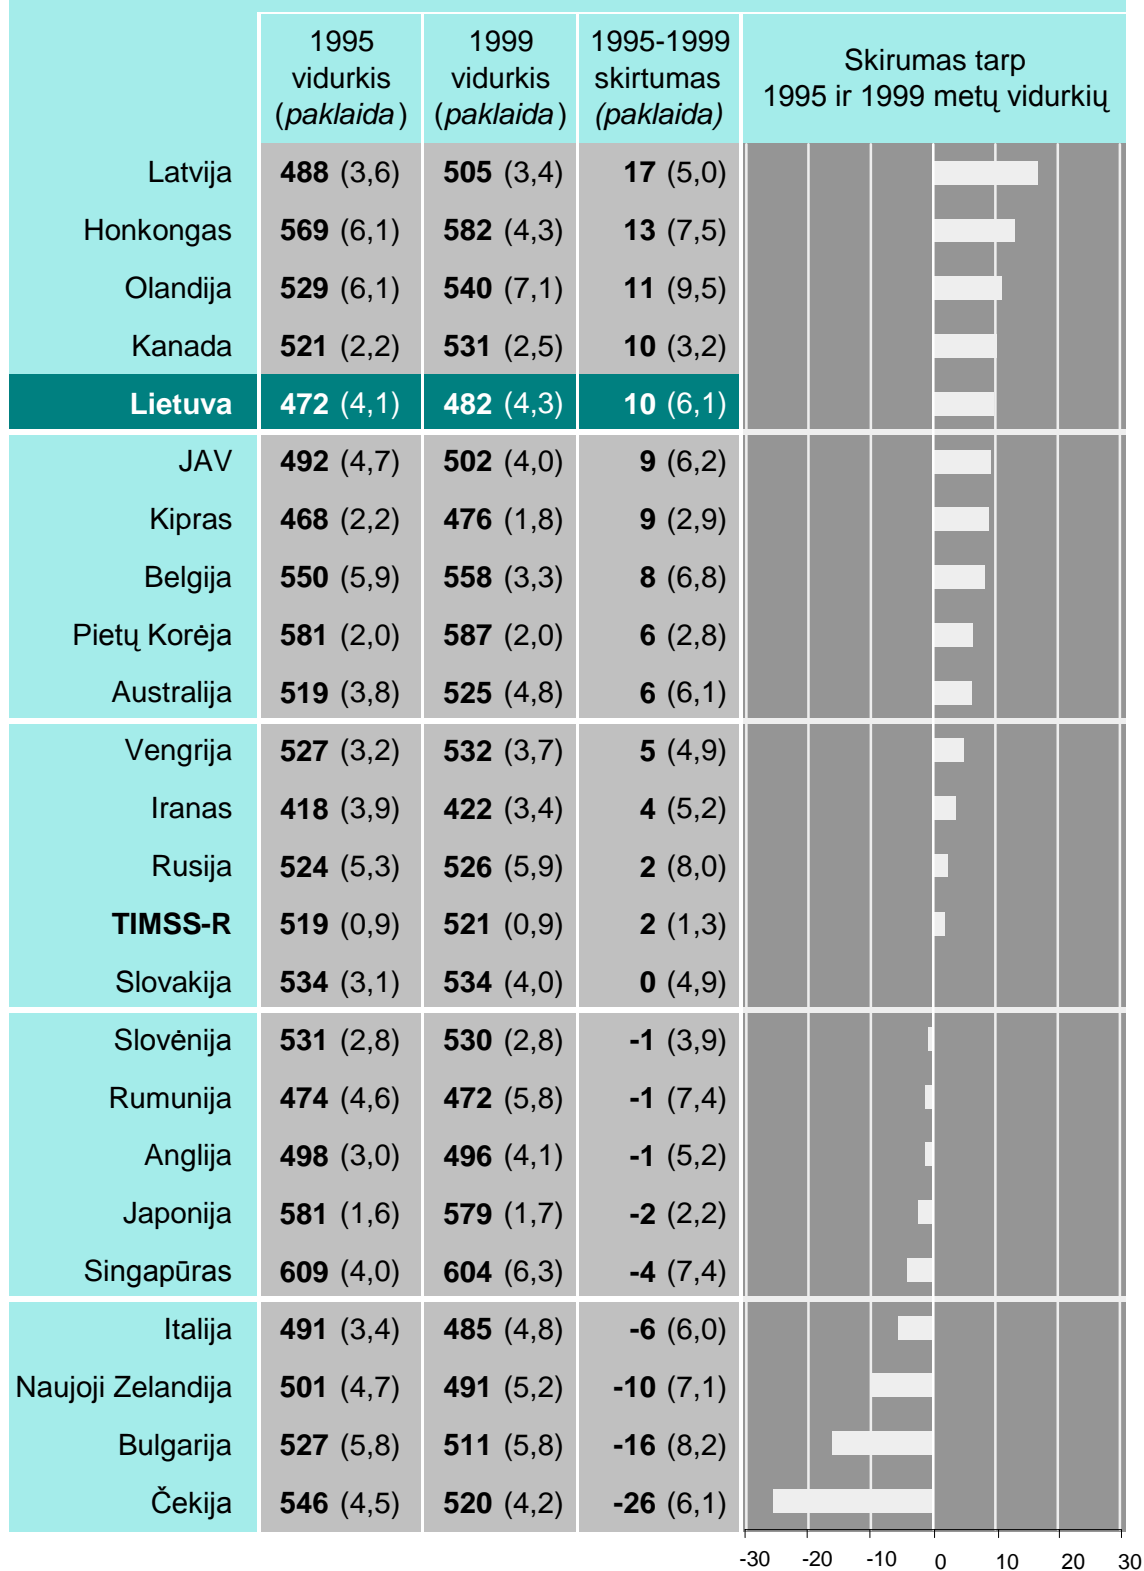 1995 vidurkis (paklaida) 1999 vidurkis (paklaida) 1995-1999 skirtumas (paklaida) Skirumas tarp 1995 ir 1999 metų vidurkių
Latvija 488 (3,6) 505 (3,4) 17 (5,0)
Honkongas 569 (6,1) 582 (4,3) 13 (7,5)
Olandija 529 (6,1) 540 (7,1) 11 (9,5)
Kanada 521 (2,2) 531 (2,5) 10 (3,2)
Lietuva 472 (4,1) 482 (4,3) 10 (6,1)
JAV 492 (4,7) 502 (4,0) 9 (6,2)
Kipras 468 (2,2) 476 (1,8) 9 (2,9)
Belgija 550 (5,9) 558 (3,3) 8 (6,8)
Pietų Korėja 581 (2,0) 587 (2,0) 6 (2,8)
Australija 519 (3,8) 525 (4,8) 6 (6,1)
Vengrija 527 (3,2) 532 (3,7) 5 (4,9)
Iranas 418 (3,9) 422 (3,4) 4 (5,2)
Rusija 524 (5,3) 526 (5,9) 2 (8,0)
TIMSS-R 519 (0,9) 521 (0,9) 2 (1,3)
Slovakija 534 (3,1) 534 (4,0) 0 (4,9)
Slovėnija 531 (2,8) 530 (2,8) -1 (3,9)
Rumunija 474 (4,6) 472 (5,8) -1 (7,4)
Anglija 498 (3,0) 496 (4,1) -1 (5,2)
Japonija 581 (1,6) 579 (1,7) -2 (2,2)
Singapūras 609 (4,0) 604 (6,3) -4 (7,4)
Italija 491 (3,4) 485 (4,8) -6 (6,0)
Naujoji Zelandija 501 (4,7) 491 (5,2) -10 (7,1)
Bulgarija 527 (5,8) 511 (5,8) -16 (8,2)
Čekija 546 (4,5) 520 (4,2) -26 (6,1)
-30 -20 -10 0 10 20 30